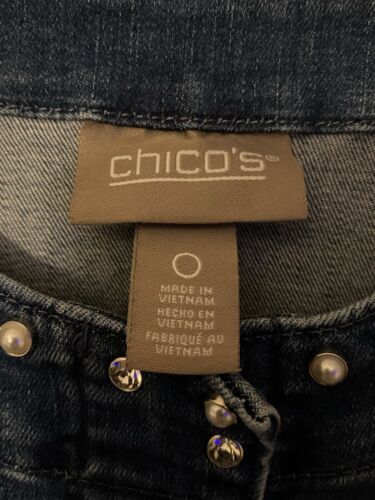 chico's®
0
MADE IN
VIETNAM
HECHO EN
VIETNAM
FABRIQUÉ AU
VIETNAM